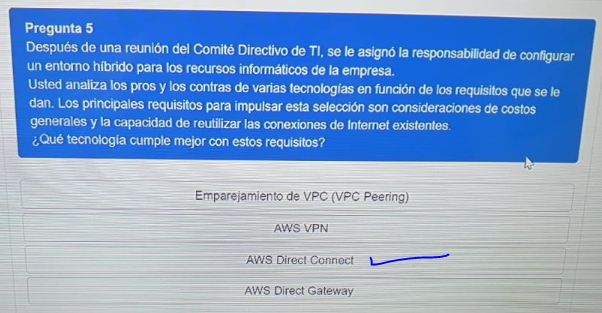 Pregunta 5
Después de una reunión del Comité Directivo de TI, se le asignó la responsabilidad de configurar
un entorno híbrido para los recursos informáticos de la empresa.
Usted analiza los pros y los contras de varias tecnologías en función de los requisitos que se le
dan. Los principales requisitos para impulsar esta selección son consideraciones de costos
generales y la capacidad de reutilizar las conexiones de Internet existentes.
¿Qué tecnología cumple mejor con estos requisitos?
Emparejamiento de VPC (VPC Peering)
AWS VPN
AWS Direct Connect
AWS Direct Gateway